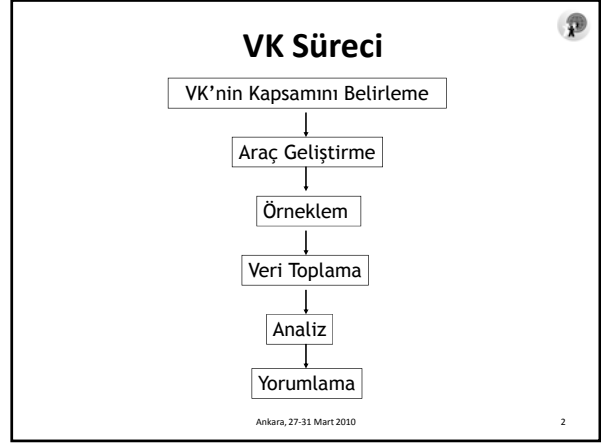 VK Süreci
VK’nin Kapsamını Belirleme
Araç Geliştirme
Örneklem
Veri Toplama
Analiz
Yorumlama
Ankara, 27-31 Mart 2010
2